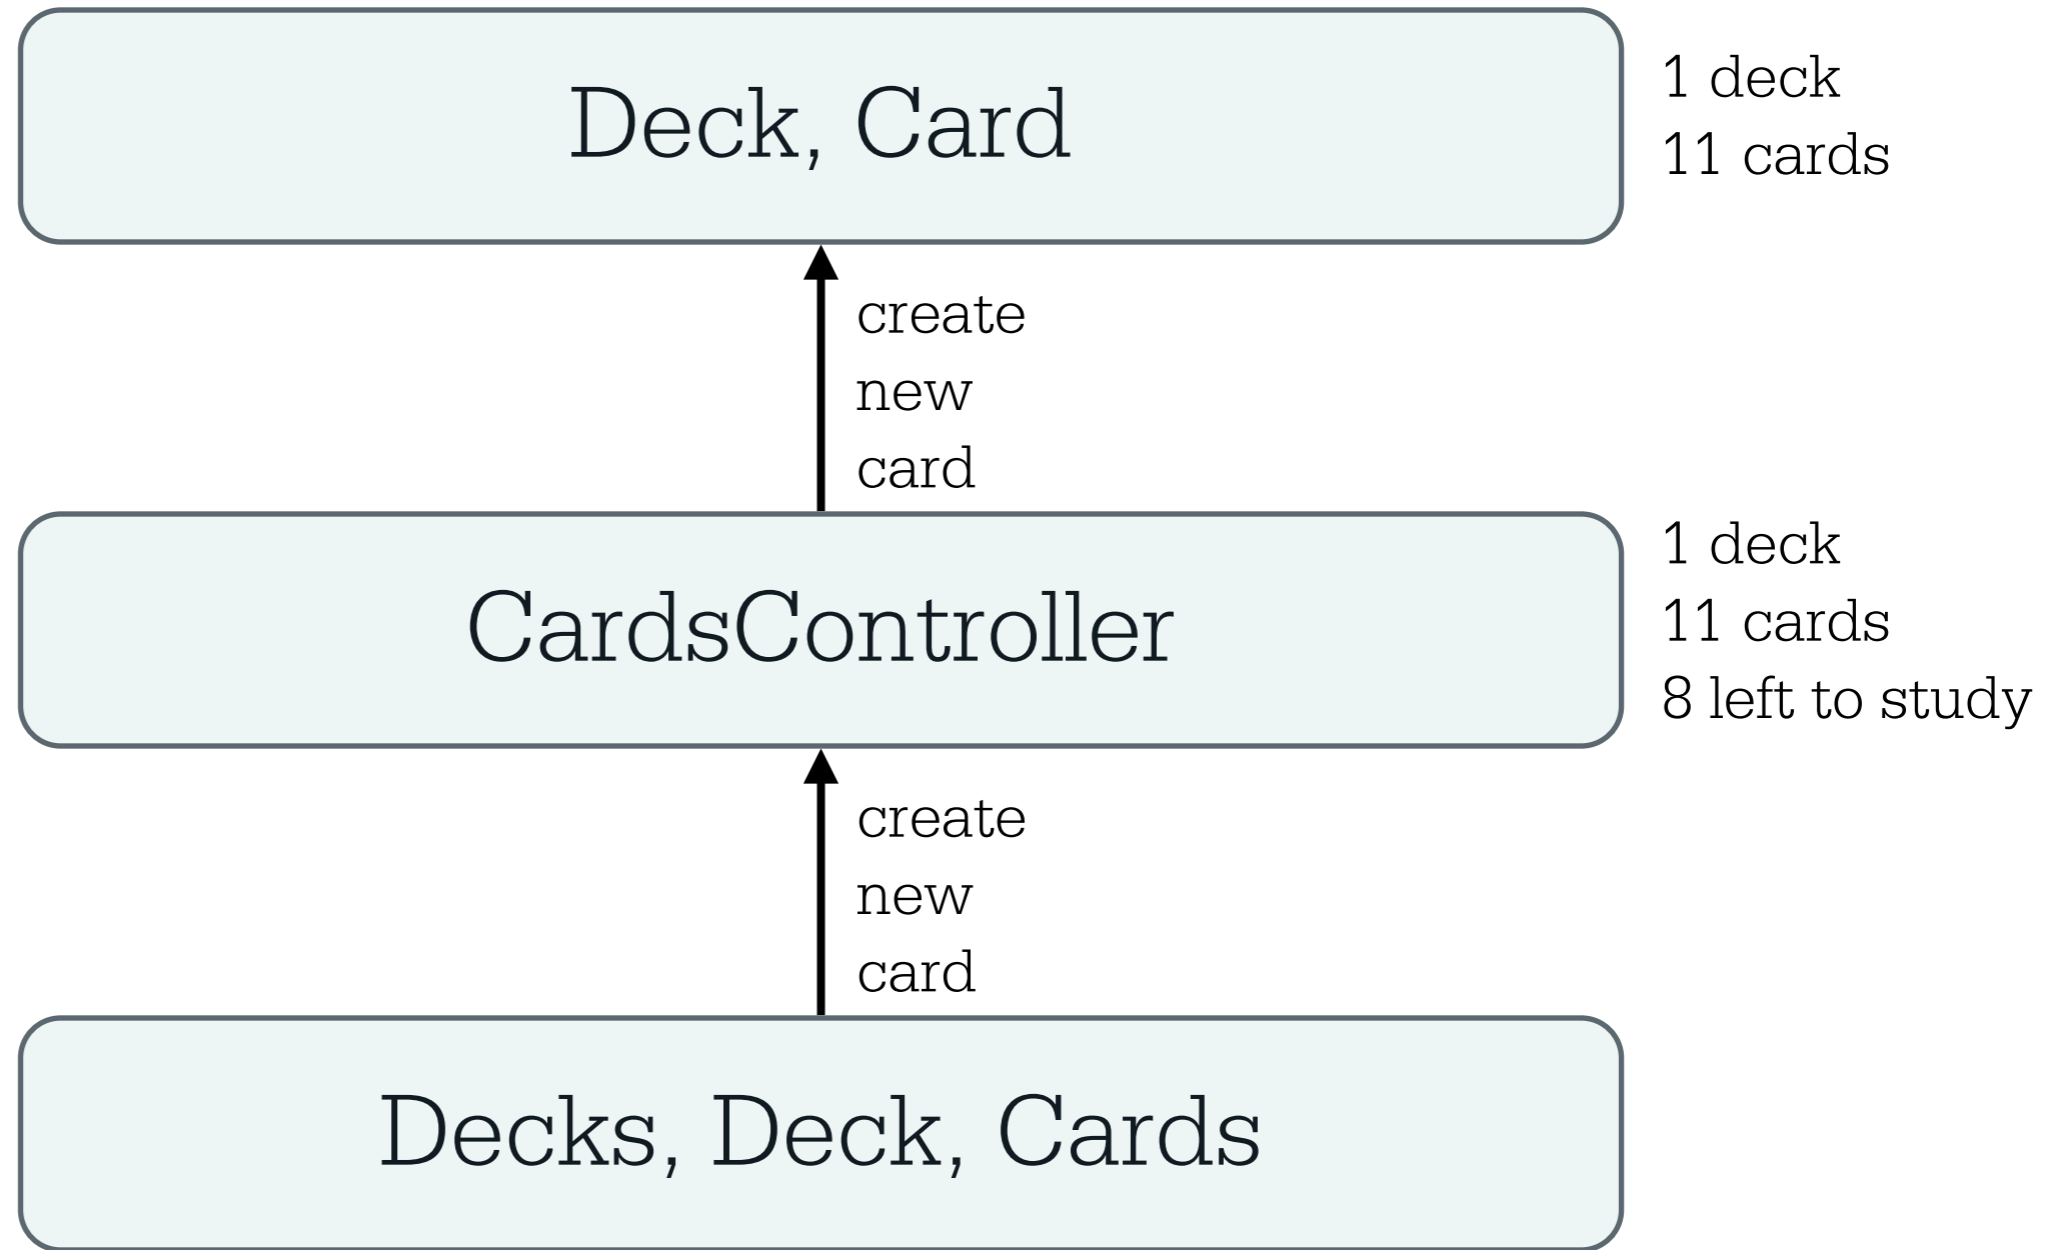 Deck, Card
1 deck
11 cards
create
new
card
CardsController
1 deck
11 cards
8 left to study
create
new
card
Decks, Deck, Cards